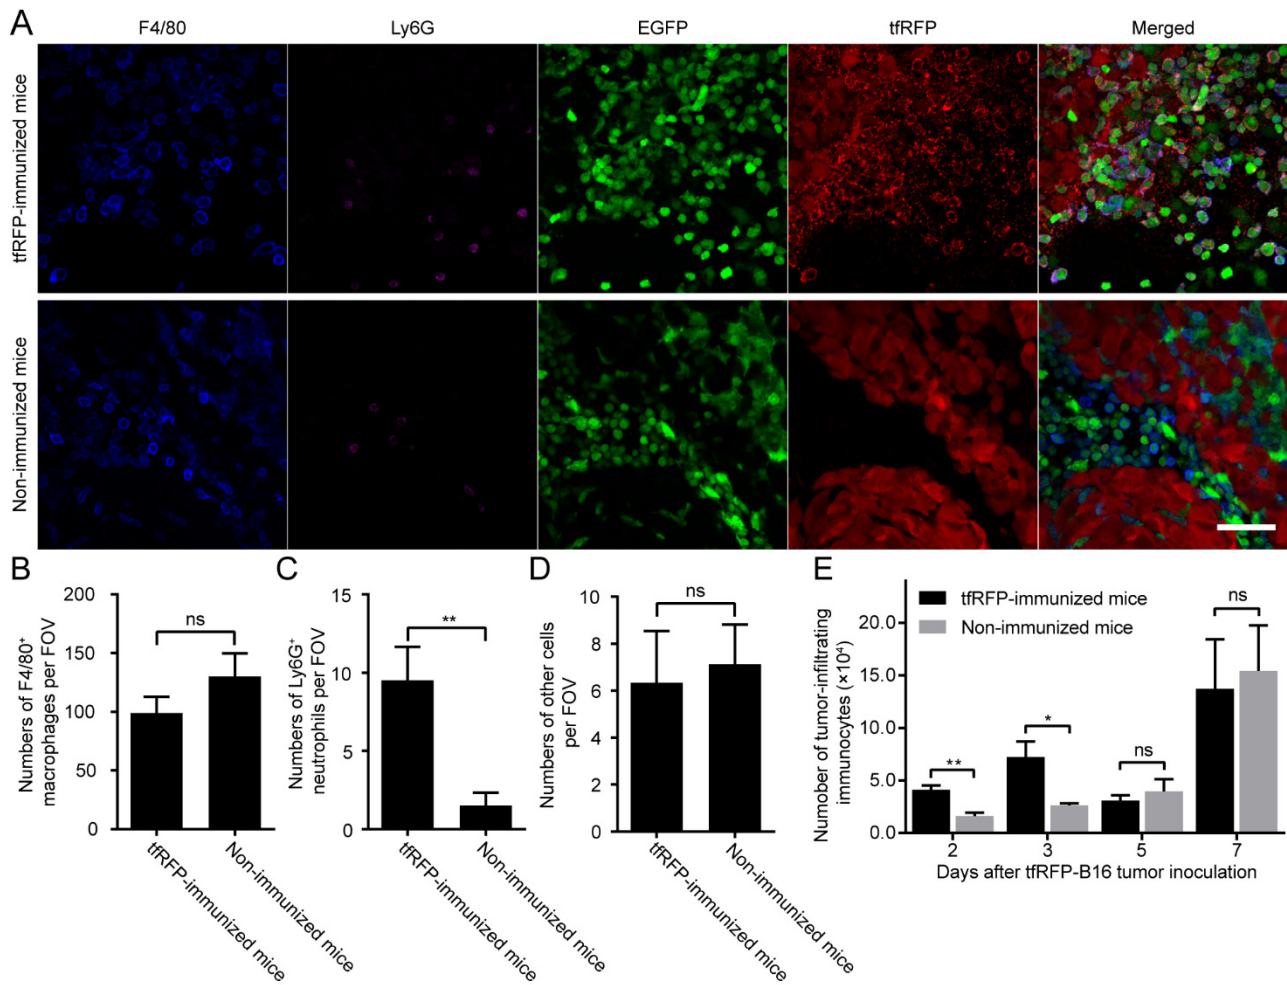 A
F4/80
Ly6G
EGFP
tfRFP
Merged
tfRFP-immunized mice
Non-immunized mice
B
Numbers of F4/80⁺
macrophages per FOV
200
150
100
50
0
ns
tfRFP-immunized mice
Non-immunized mice
C
Numbers of Ly6G⁺
neutrophils per FOV
15
10
5
0
**
tfRFP-immunized mice
Non-immunized mice
D
Numbers of other cells
per FOV
10
8
6
4
2
0
ns
tfRFP-immunized mice
Non-immunized mice
E
Numober of tumor-infiltrating
immunocytes (×10⁴)
20.0
15.0
10.0
5.0
0.0
tfRFP-immunized mice
Non-immunized mice
**
*
ns
ns
2
3
5
7
Days after tfRFP-B16 tumor inoculation